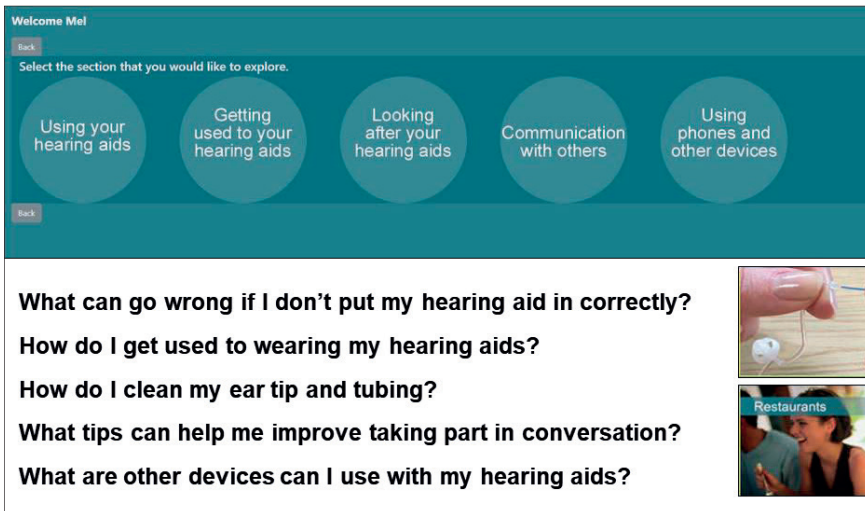 Welcome Mel
Back
Select the section that you would like to explore.
Using your
hearing aids
Getting
used to your
hearing aids
Looking
after your
hearing aids
Communication
with others
Using
phones and
other devices
Back
What can go wrong if I don’t put my hearing aid in correctly?
How do I get used to wearing my hearing aids?
How do I clean my ear tip and tubing?
What tips can help me improve taking part in conversation?
What are other devices can I use with my hearing aids?
Restaurants